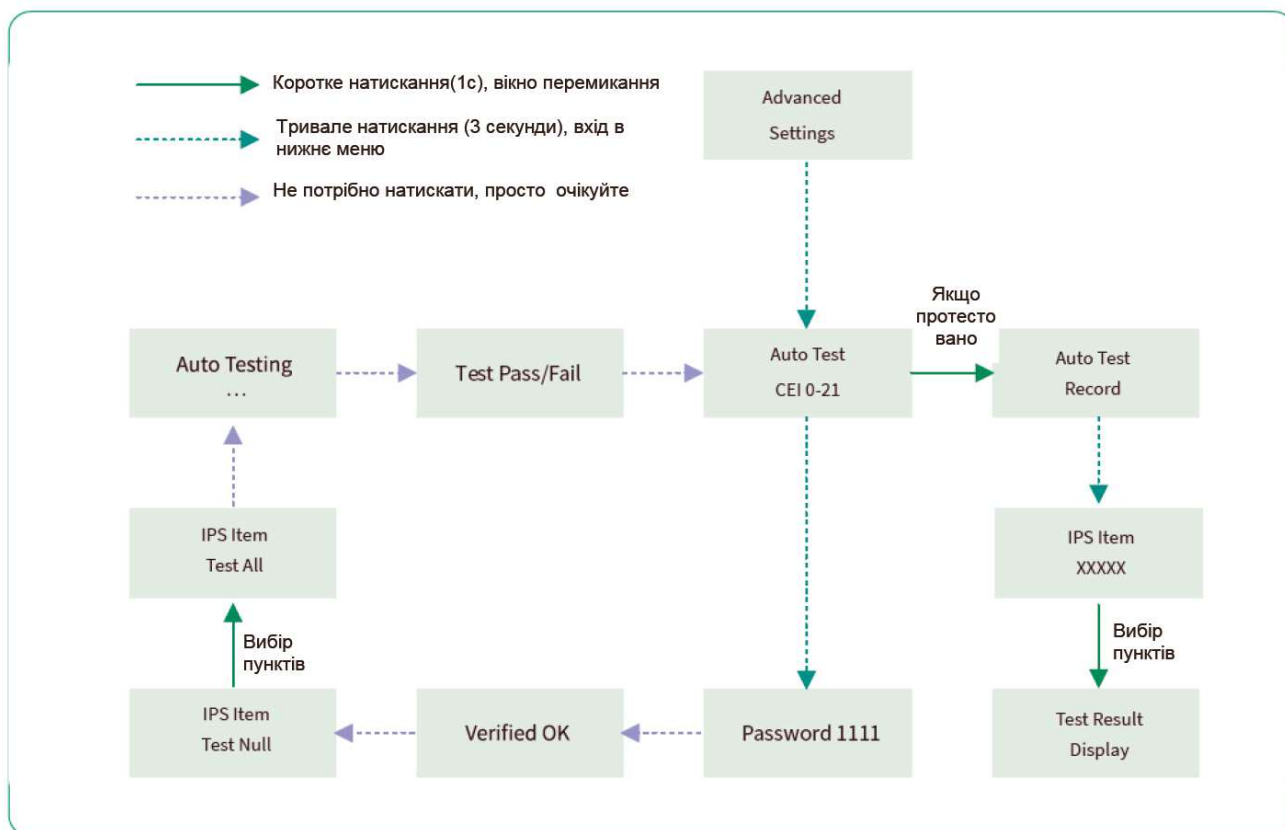 Коротке натискання(1с), вікно перемикання
Тривале натискання (3 секунди), вхід в
нижнє меню
Не потрібно натискати, просто очікуйте
Advanced
Settings
Auto Testing
...
Test Pass/Fail
Auto Test
CEI 0-21
Якщо
протесто
вано
Auto Test
Record
IPS Item
Test All
IPS Item
XXXXX
Вибір
пунктів
Вибір
пунктів
IPS Item
Test Null
Verified OK
Password 1111
Test Result
Display